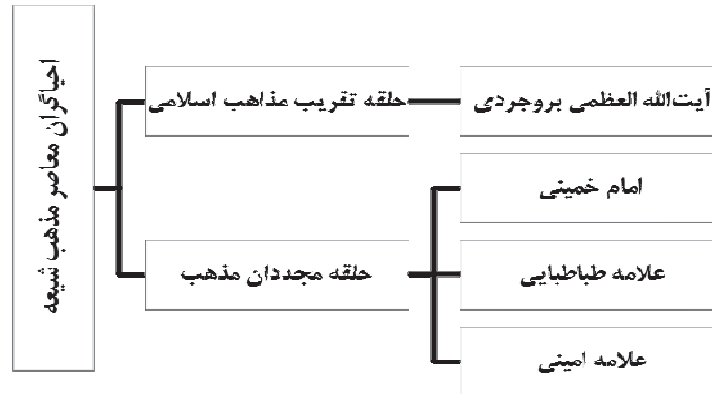 احیاگران معاصر مذهب شیعه
حلقه تقریب مذاهب اسلامی
آیت‌الله العظمی بروجردی
حلقه مجددان مذهب
امام خمینی
علامه طباطبایی
علامه امینی